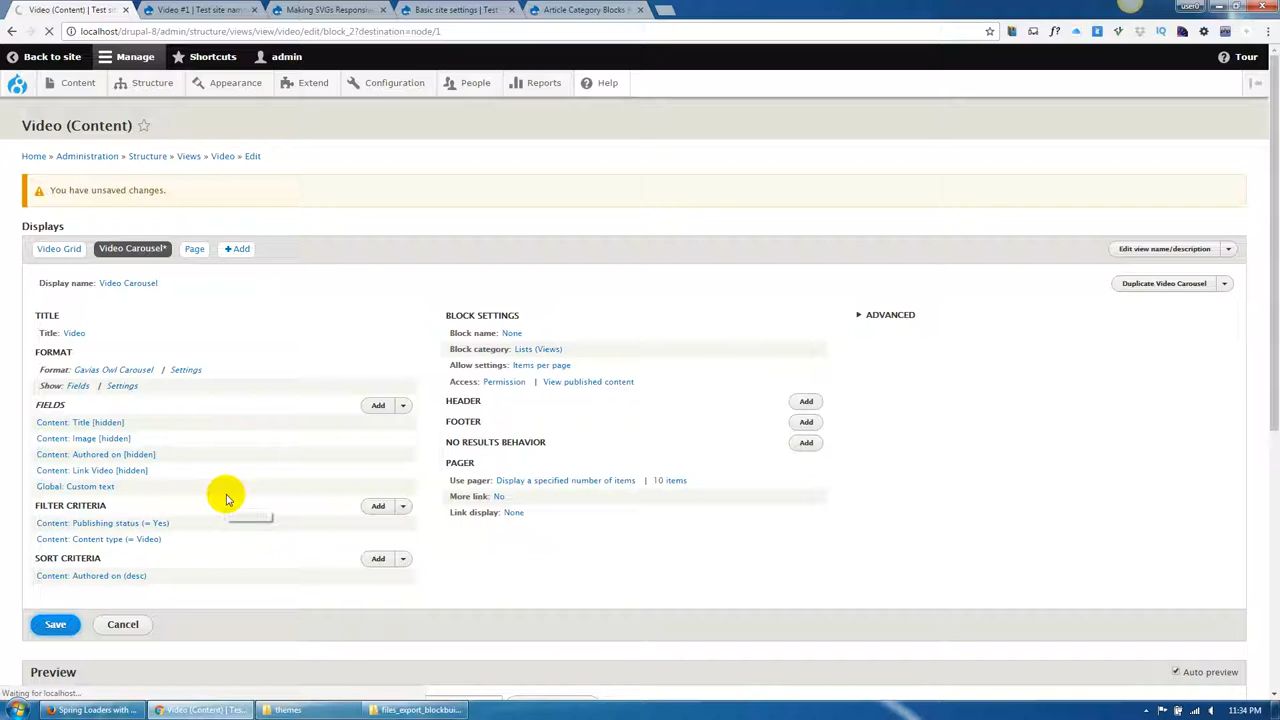 Video (Content) | Test si
Video #1 | Test site nam
Making SVGs Responsiv
Basic site settings | Test
Article Category Blocks
user0
localhost/drupal-8/admin/structure/views/view/video/edit/block_2?destination=node/1
Back to site
Manage
Shortcuts
admin
Tour
Content
Structure
Appearance
Extend
Configuration
People
Reports
Help
Video (Content)
Home » Administration » Structure » Views » Video » Edit
You have unsaved changes.
Displays
Video Grid
Video Carousel*
Page
+ Add
Edit view name/description
Display name: Video Carousel
Duplicate Video Carousel
TITLE
Title: Video
FORMAT
Format: Gavias Owl Carousel | Settings
Show: Fields | Settings
FIELDS
Add
Content: Title [hidden]
Content: Image [hidden]
Content: Authored on [hidden]
Content: Link Video [hidden]
Global: Custom text
FILTER CRITERIA
Add
Content: Publishing status (= Yes)
Content: Content type (= Video)
SORT CRITERIA
Add
Content: Authored on (desc)
BLOCK SETTINGS
Block name: None
Block category: Lists (Views)
Allow settings: Items per page
Access: Permission | View published content
HEADER
Add
FOOTER
Add
NO RESULTS BEHAVIOR
Add
PAGER
Use pager: Display a specified number of items | 10 items
More link: No
Link display: None
ADVANCED
Save
Cancel
Preview
Auto preview
Waiting for localhost...
Spring Loaders with ...
Video (Content) | Tes...
themes
files_export_blockbui...
11:34 PM